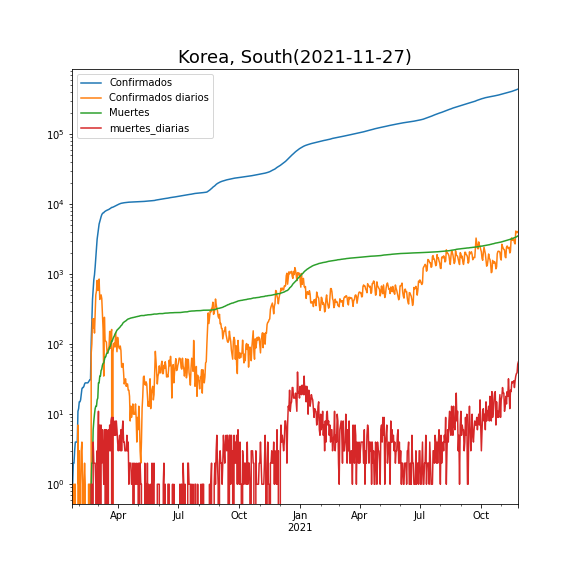 Korea, South(2021-11-27)
Confirmados
Confirmados diarios
Muertes
muertes_diarias
10^5
10^4
10^3
10^2
10^1
10^0
Apr Jul Oct Jan Apr Jul Oct
2021